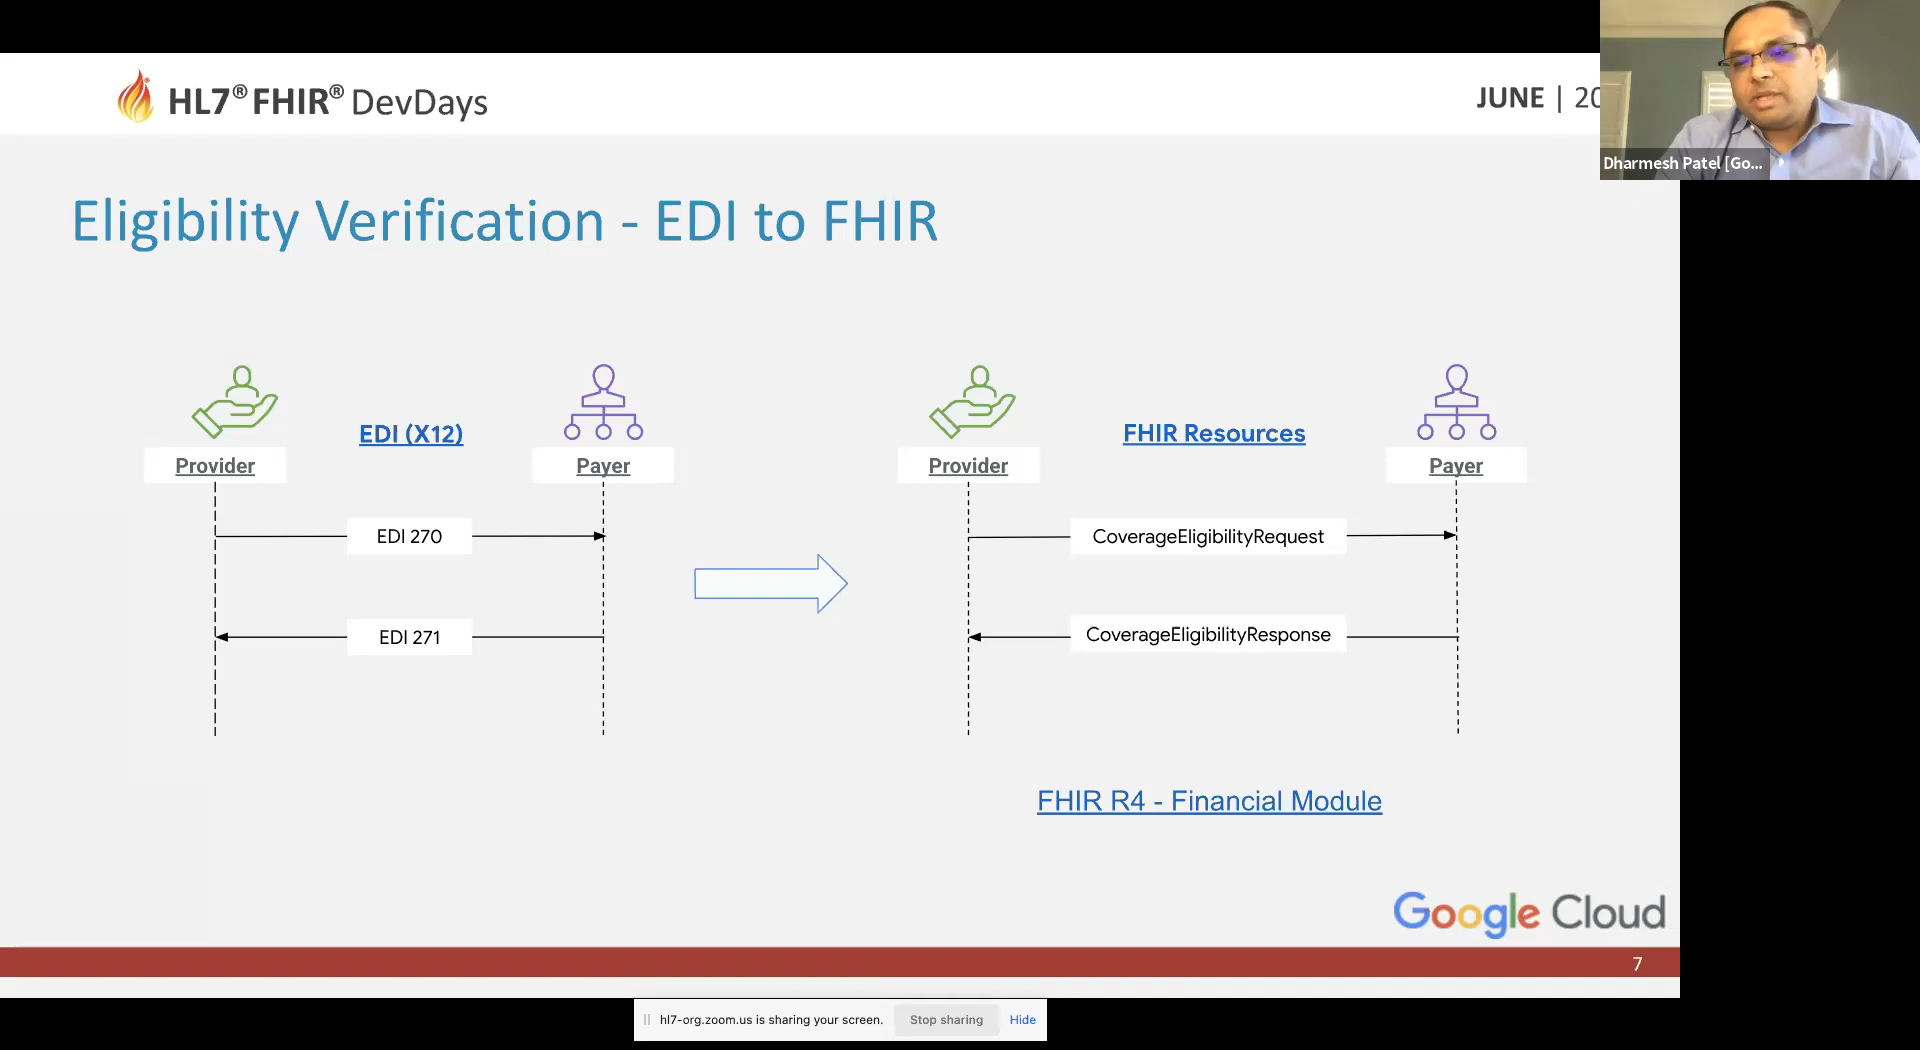 HL7® FHIR® DevDays
JUNE | 20
Dharmesh Patel [Go...
Eligibility Verification - EDI to FHIR
EDI (X12)
FHIR Resources
Provider
Payer
Provider
Payer
EDI 270
CoverageEligibilityRequest
EDI 271
CoverageEligibilityResponse
FHIR R4 - Financial Module
Google Cloud
7
hl7-org.zoom.us is sharing your screen.
Stop sharing
Hide